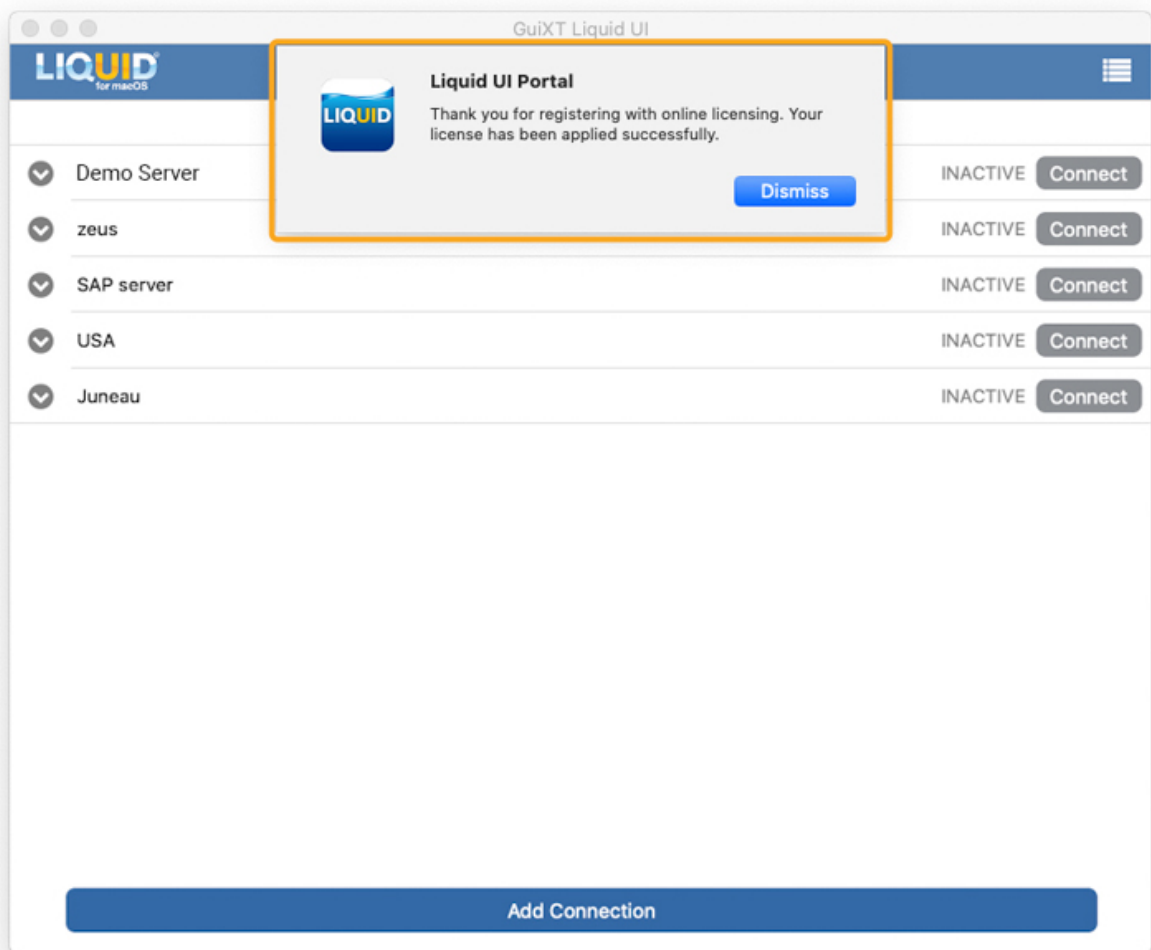 GuiXT Liquid UI
LIQUID®
for macOS
LIQUID
Liquid UI Portal
Thank you for registering with online licensing. Your
license has been applied successfully.
Dismiss
Demo Server INACTIVE Connect
zeus INACTIVE Connect
SAP server INACTIVE Connect
USA INACTIVE Connect
Juneau INACTIVE Connect
Add Connection